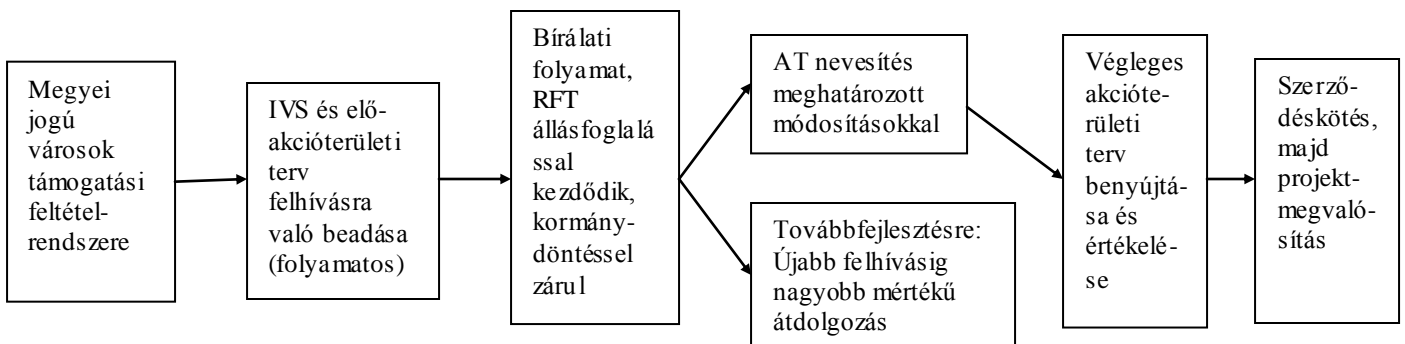 Megyei
jogú
városok
támogatási
feltétel-
rendszere
IVS és elő-
akcióterületi
terv
felhívásra
való beadása
(folyamatos)
Bírálati
folyamat,
RFT
állásfoglalá
ssal
kezdődik,
kormány-
döntéssel
zárul
AT nevesítés
meghatározott
módosításokkal
Továbbfejlesztésre:
Újabb felhívásig
nagyobb mértékű
átdolgozás
Végleges
akcióte-
rületi
terv
benyújtá-
sa és
értékelé-
se
Szerző-
déskötés,
majd
projekt-
megvaló-
sítás